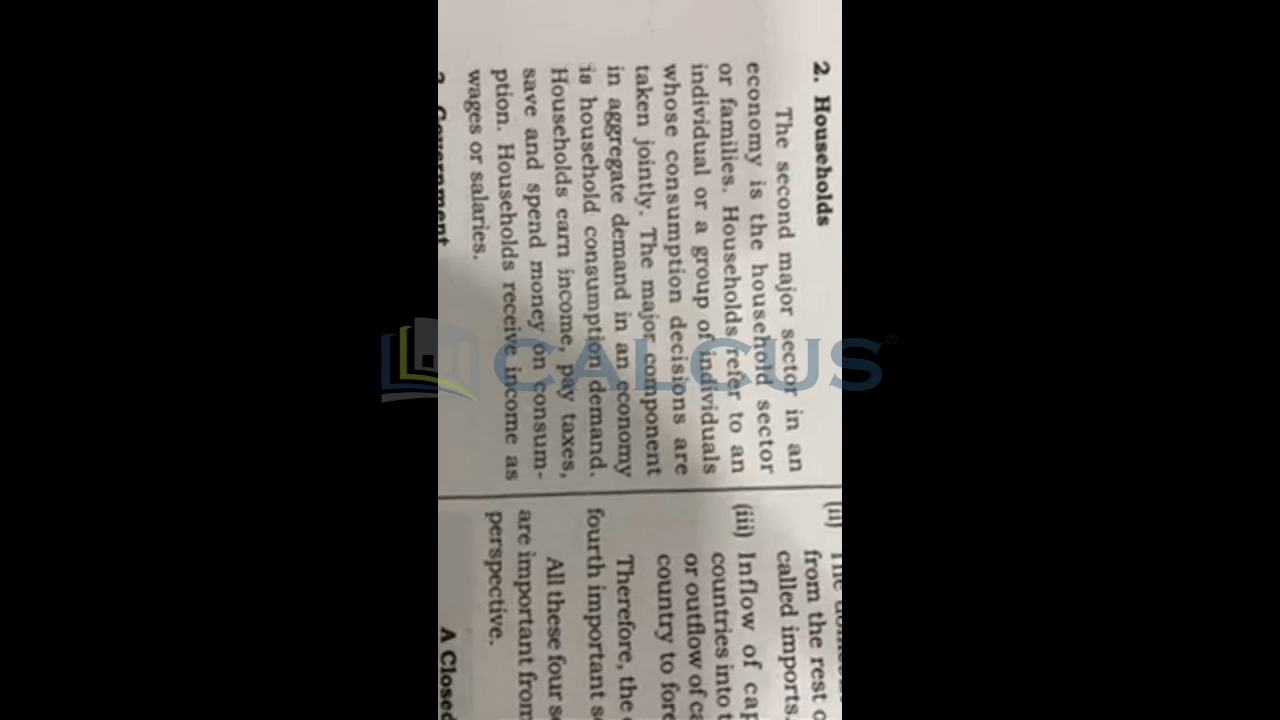 2. Households
The second major sector in an
economy is the household sector
or families. Households refer to an
individual or a group of individuals
whose consumption decisions are
taken jointly. The major component
in aggregate demand in an economy
is household consumption demand.
Households earn income, pay taxes,
save and spend money on consum-
ption. Households receive income as
wages or salaries.
Government
(ii)
from the rest
called imports.
(iii) Inflow of
countries into
or outflow of
country to
Therefore, the
fourth important
All these four
are important from
perspective.
A Closed
CALCUS®